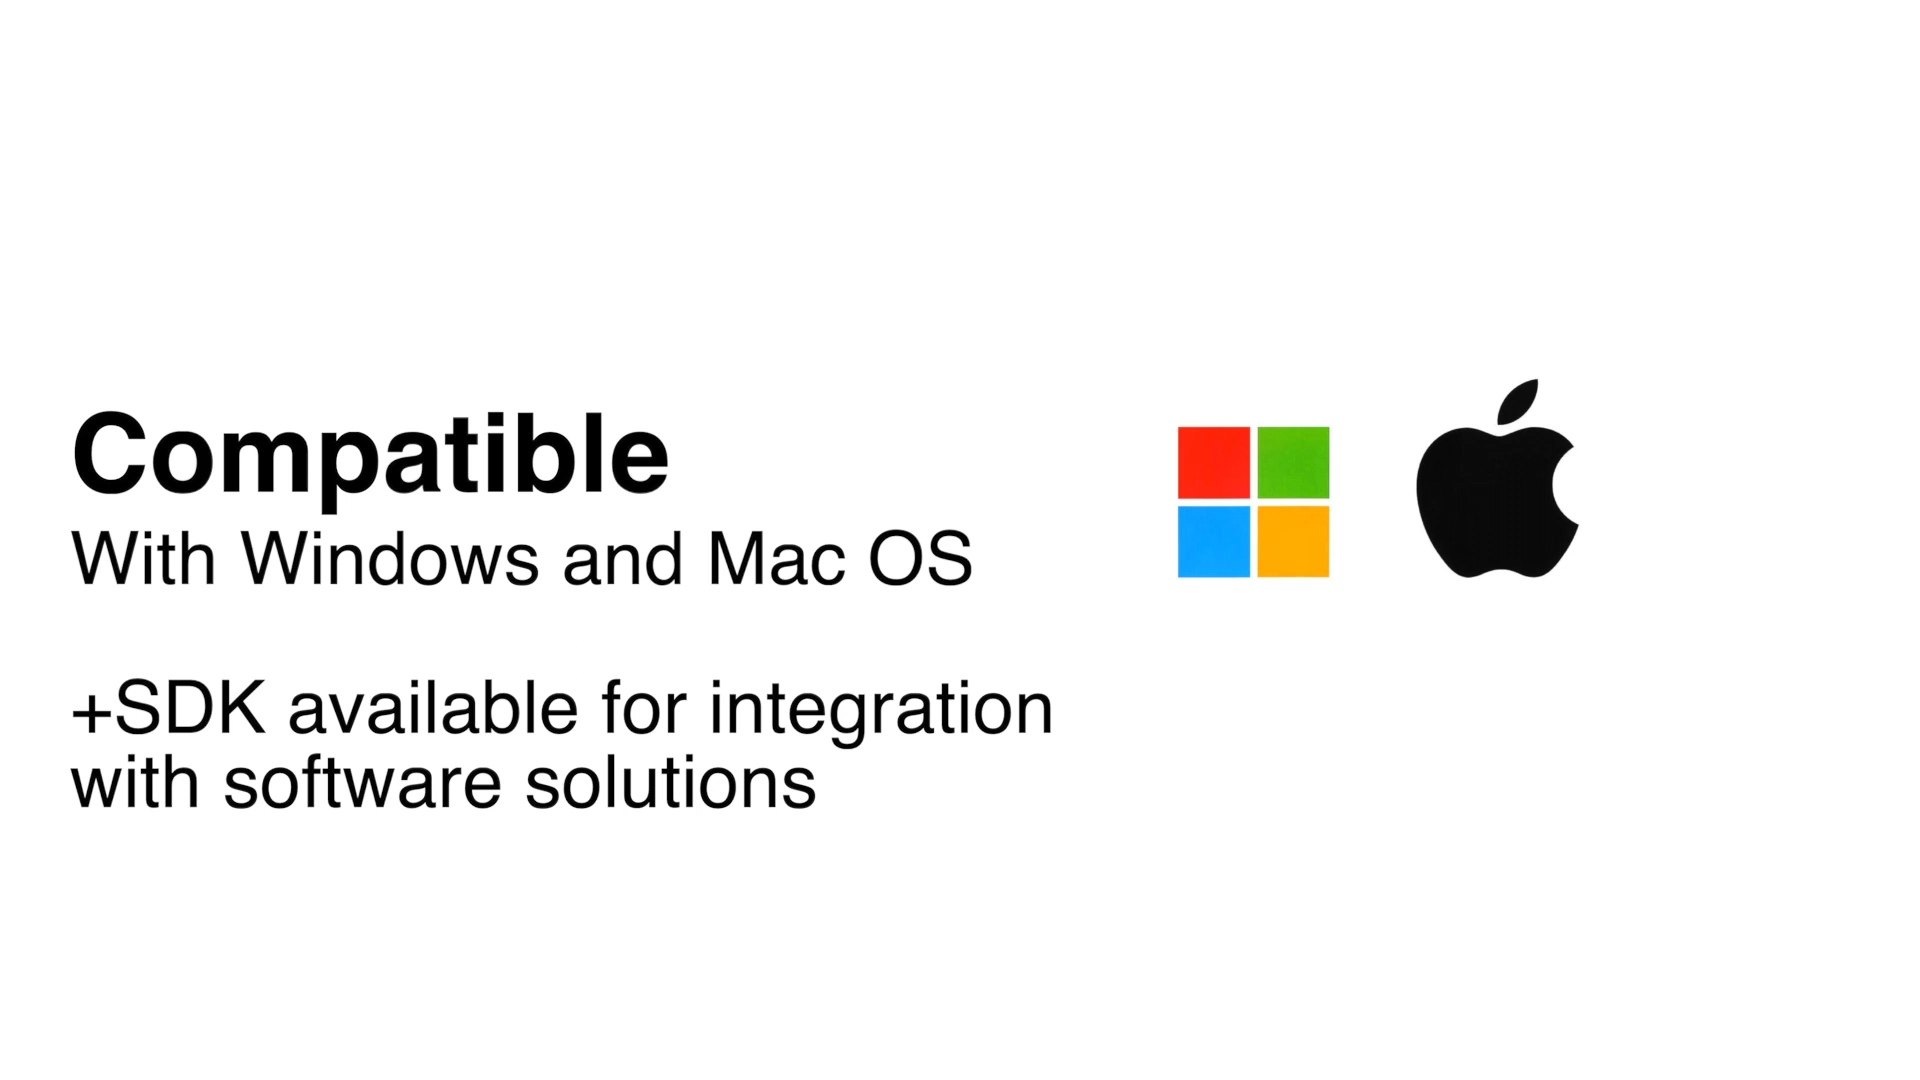 Compatible
With Windows and Mac OS
+SDK available for integration
with software solutions